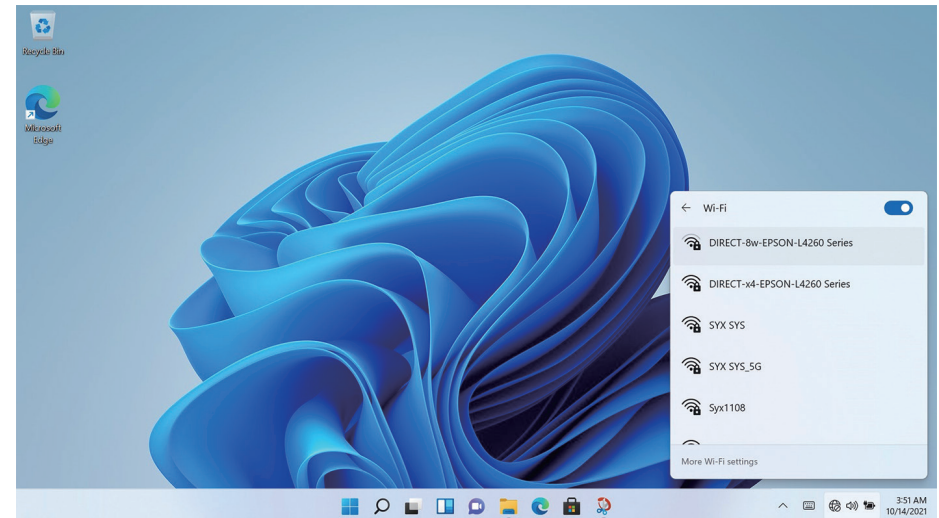 Recycle Bin
Microsoft
Edge
Wi-Fi
DIRECT-8w-EPSON-L4260 Series
DIRECT-x4-EPSON-L4260 Series
SYX SYS
SYX SYS_5G
Syx1108
More Wi-Fi settings
3:51 AM
10/14/2021